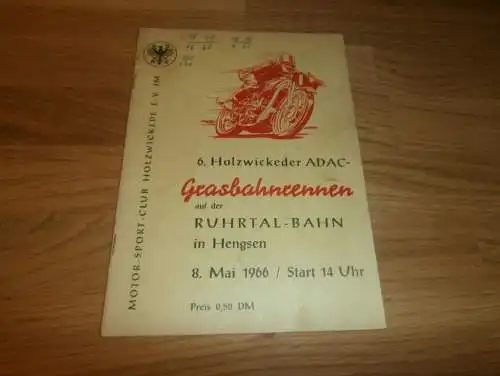 MOTOR-SPORT-CLUB HOLZWICKEDE E.V. IM
6. Holzwickeder ADAC-
Grasbahnrennen
auf der
RUHRTAL-BAHN
in Hengsen
8. Mai 1966 / Start 14 Uhr
Preis 0,50 DM